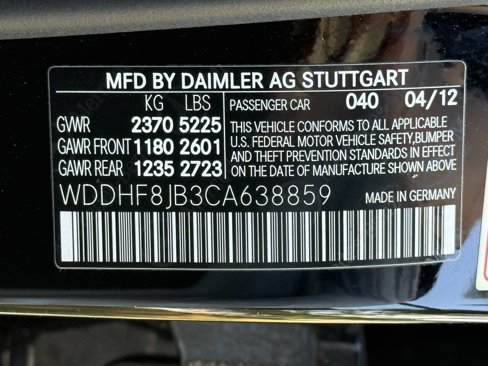 MFD BY DAIMLER AG STUTTGART
KG LBS
GVWR 2370 5225
GAWR FRONT 1180 2601
GAWR REAR 1235 2723
PASSENGER CAR 040 04/12
THIS VEHICLE CONFORMS TO ALL APPLICABLE
U.S. FEDERAL MOTOR VEHICLE SAFETY,BUMPER
AND THEFT PREVENTION STANDARDS IN EFFECT
ON THE DATE OF MANUFACTURE SHOWN ABOVE
WDDHF8JB3CA638859
MADE IN GERMANY